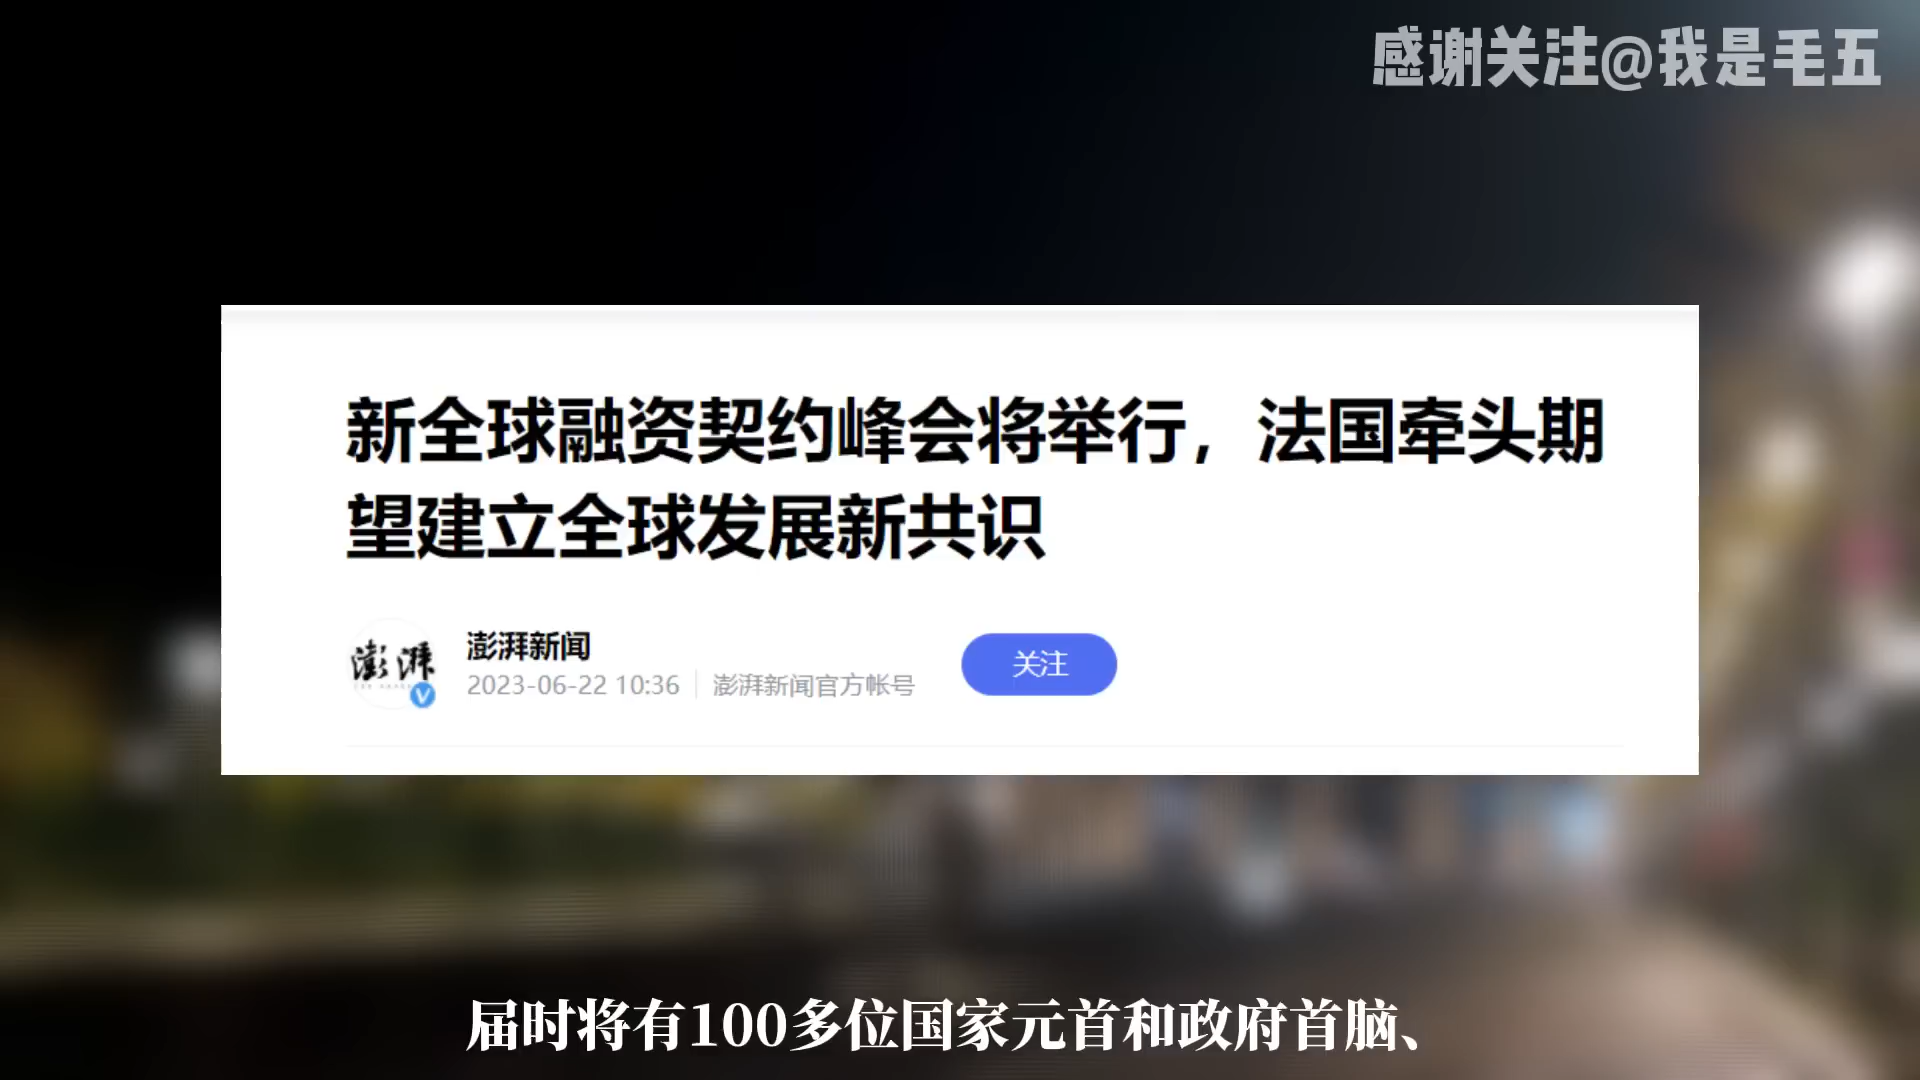 感谢关注@我是毛五
新全球融资契约峰会将举行，法国牵头期
望建立全球发展新共识
澎湃
澎湃新闻
2023-06-22 10:36 澎湃新闻官方帐号
关注
届时将有100多位国家元首和政府首脑、